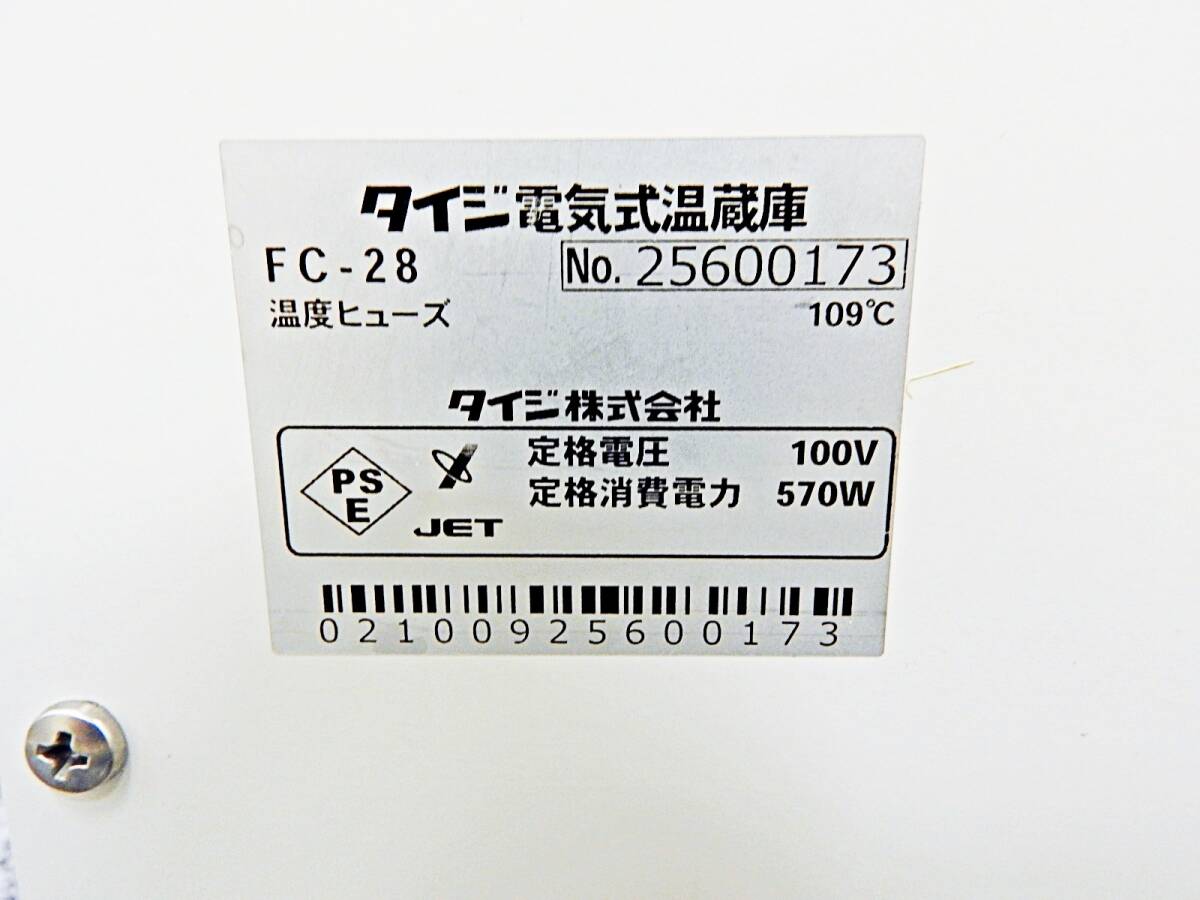 タイジ電気式温蔵庫
FC-28 No. 25600173
温度ヒューズ 109℃
タイジ株式会社
PS
E
JET
定格電圧 100V
定格消費電力 570W
0210092560 0173